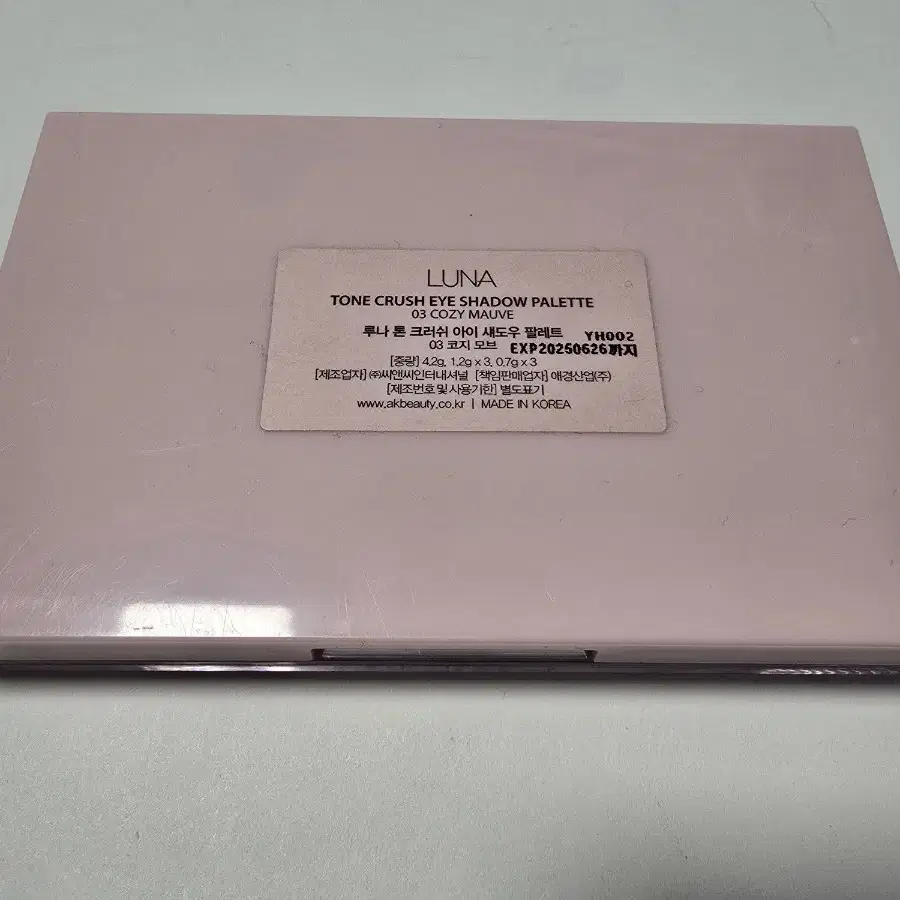 LUNA
TONE CRUSH EYE SHADOW PALETTE
03 COZY MAUVE
루나 톤 크러쉬 아이 섀도우 팔레트 YH002
03 코지 모브 EXP20250626까지
[중량] 4.2g, 1.2g x 3, 0.7g x 3
[제조업자] ㈜씨앤씨인터내셔널 [책임판매업자] 애경산업(주)
[제조번호 및 사용기한] 별도표기
www.akbeauty.co.kr | MADE IN KOREA